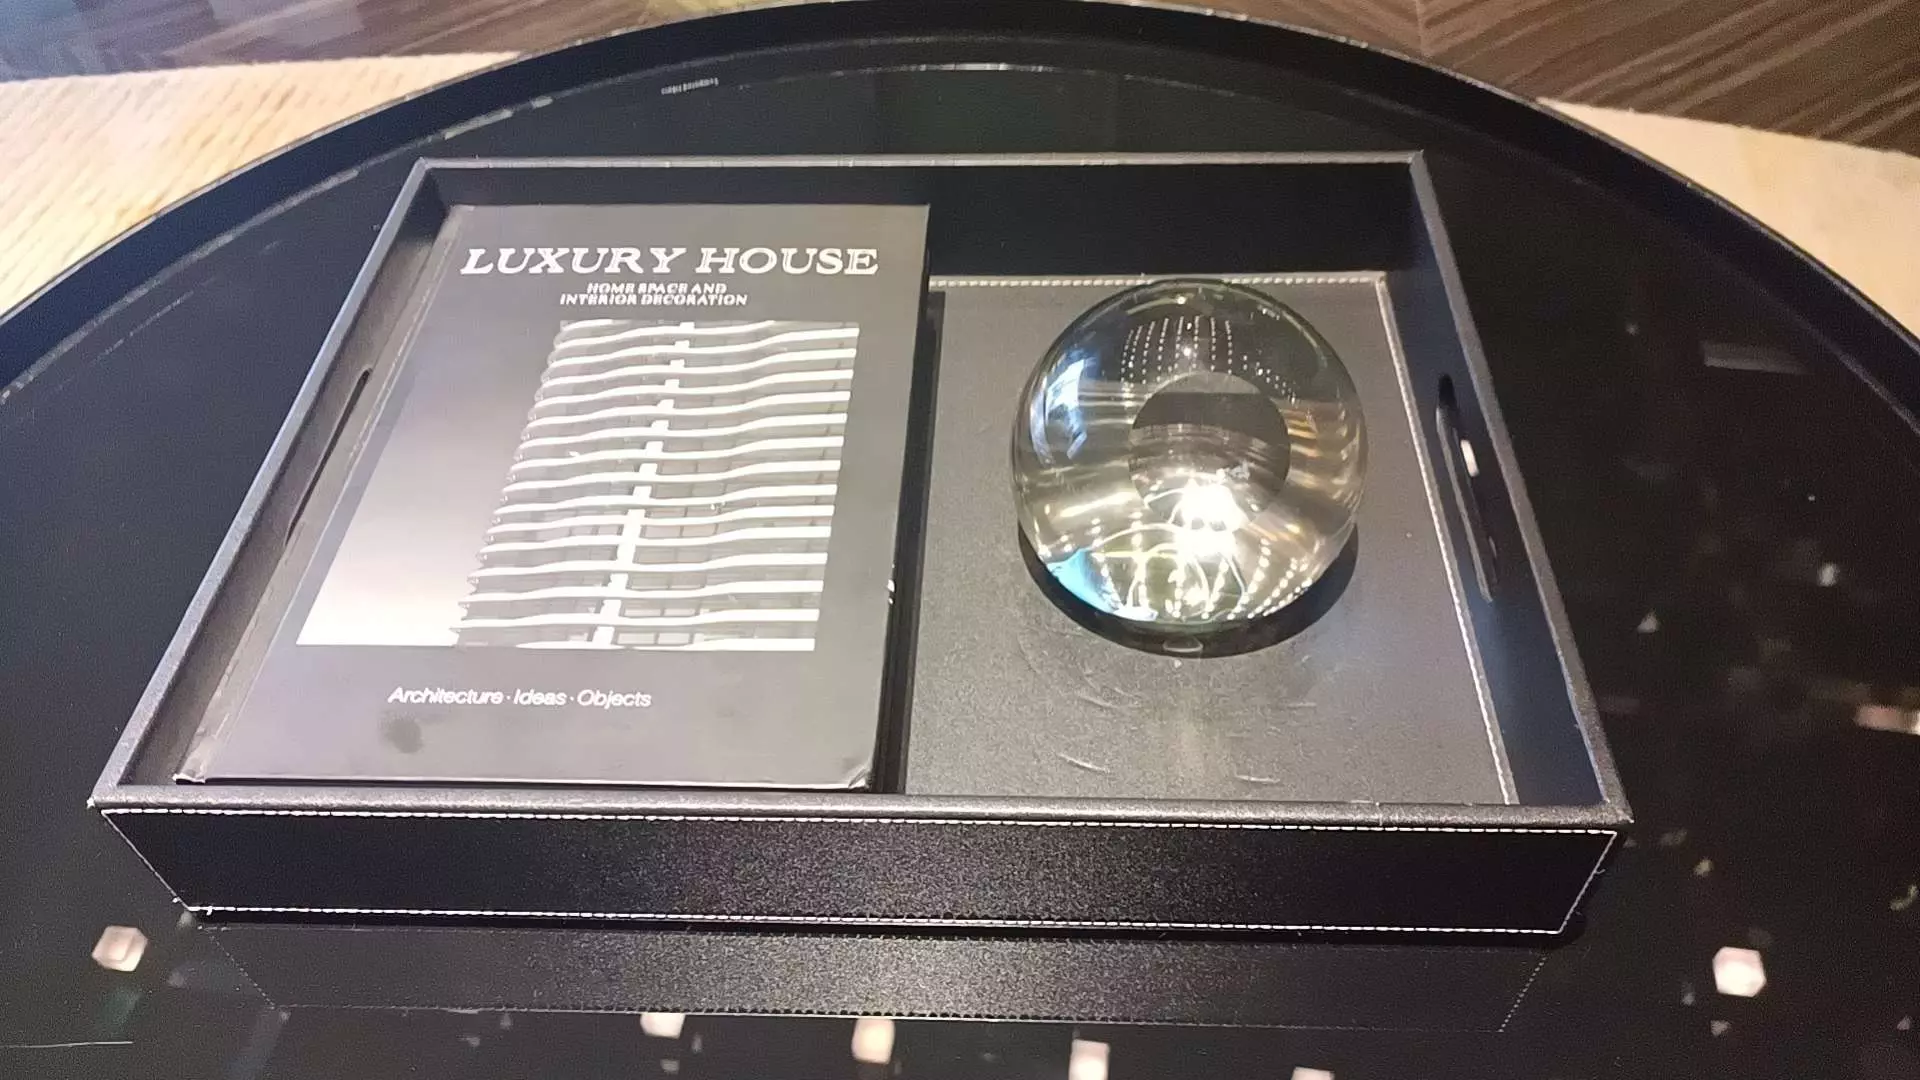 LUXURY HOUSE
HOME SPACE AND
INTERIOR DECORATION
Architecture · Ideas · Objects